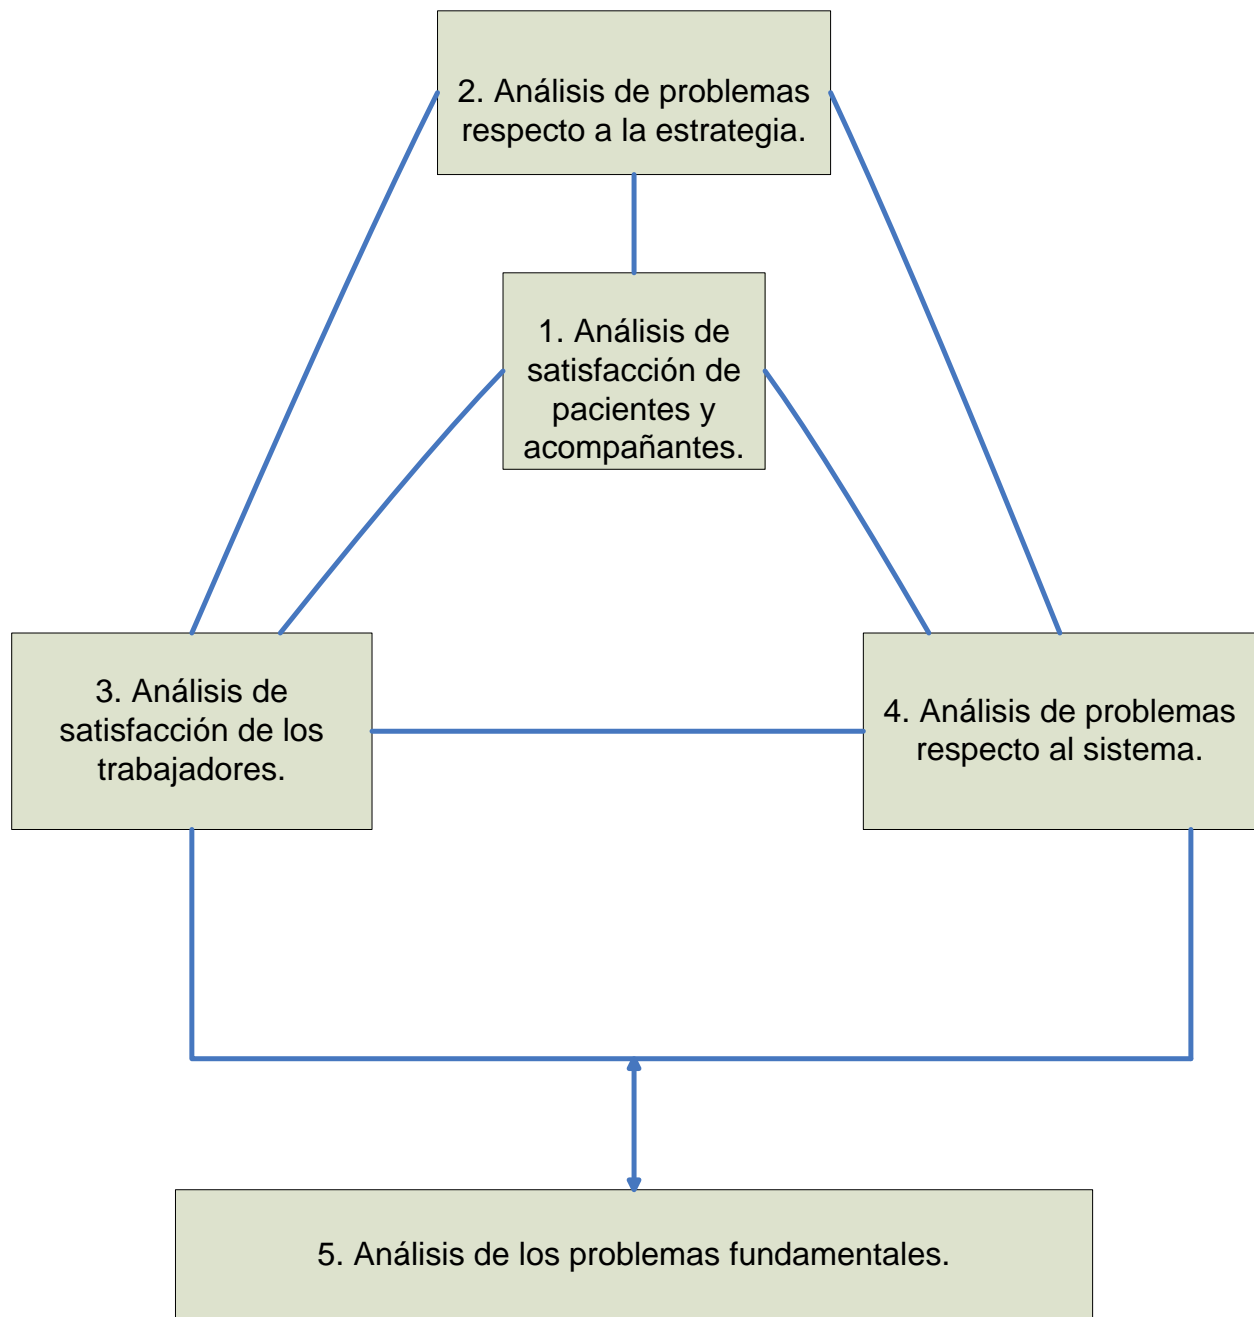 2. Análisis de problemas
respecto a la estrategia.
1. Análisis de
satisfacción de
pacientes y
acompañantes.
3. Análisis de
satisfacción de los
trabajadores.
4. Análisis de problemas
respecto al sistema.
5. Análisis de los problemas fundamentales.